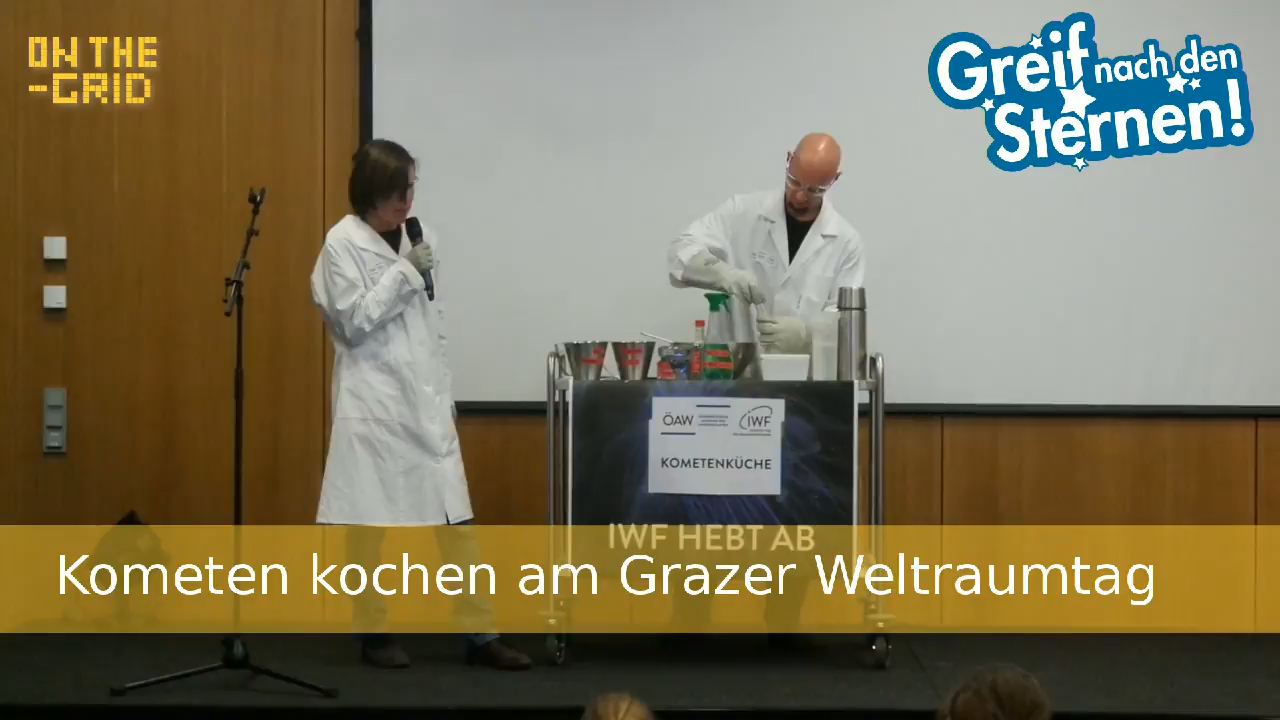 ON THE
-GRID
Greif nach den
Sternen!
ÖAW
IWF
KOMETENKÜCHE
IWF HEBT AB
Kometen kochen am Grazer Weltraumtag